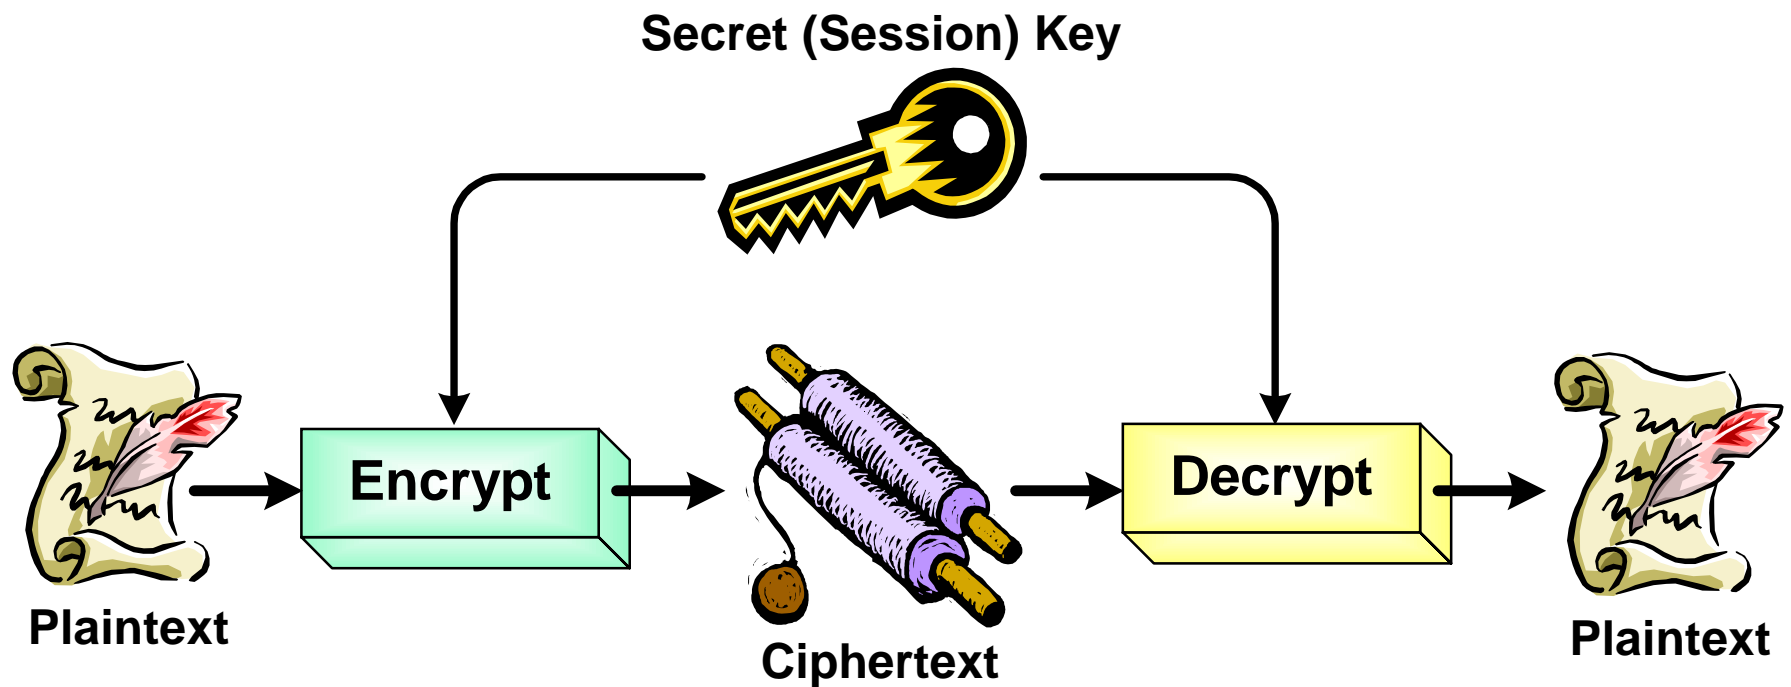 Secret (Session) Key
Encrypt
Decrypt
Plaintext
Ciphertext
Plaintext